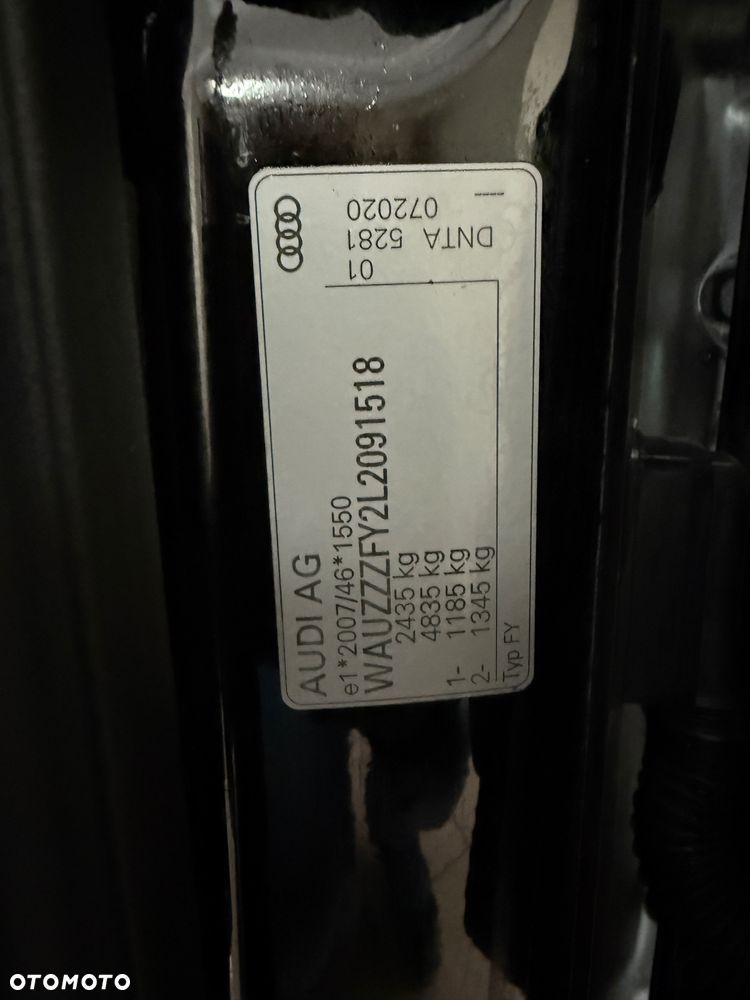 AUDI AG
e1*2007/46*1550
WAUZZZFY2L2091518
2435 kg
4835 kg
1- 1185 kg
2- 1345 kg
Typ FY
01
5281 072020
DNTA ---
OTOMOTO